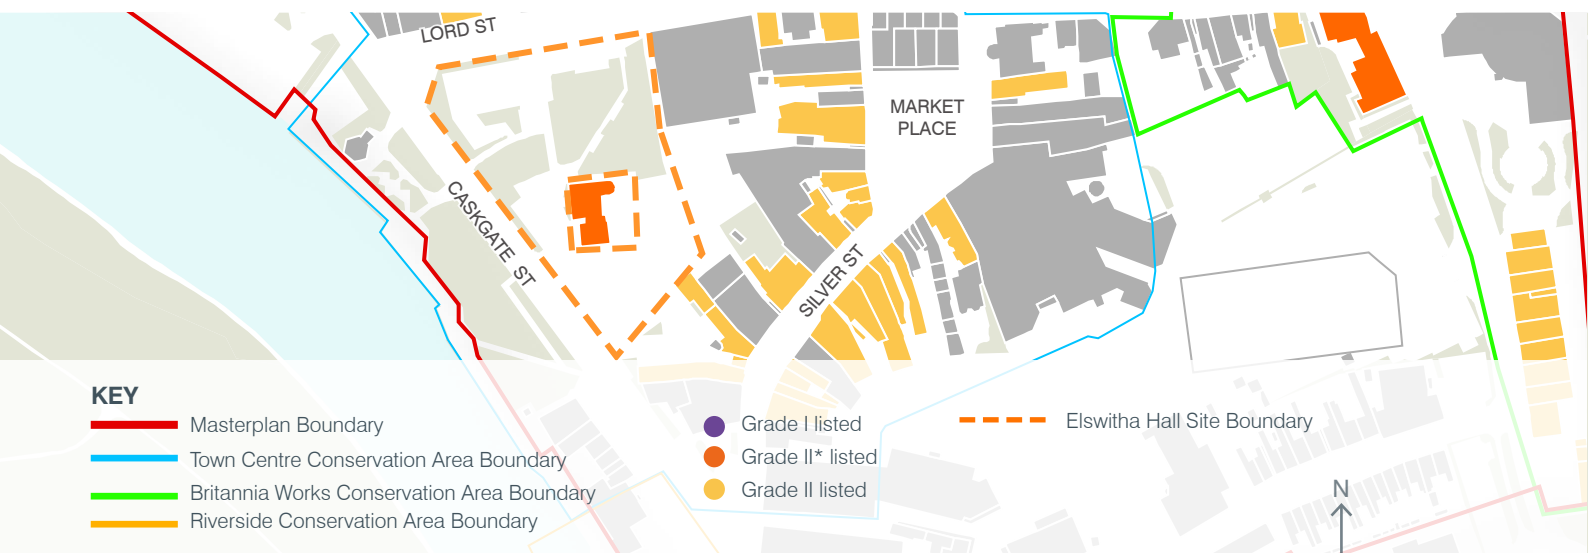 LORD ST
MARKET
PLACE
CASKGATE ST
SILVER ST
KEY
Masterplan Boundary
Town Centre Conservation Area Boundary
Britannia Works Conservation Area Boundary
Riverside Conservation Area Boundary
Grade I listed
Grade II* listed
Grade II listed
Elswitha Hall Site Boundary
N